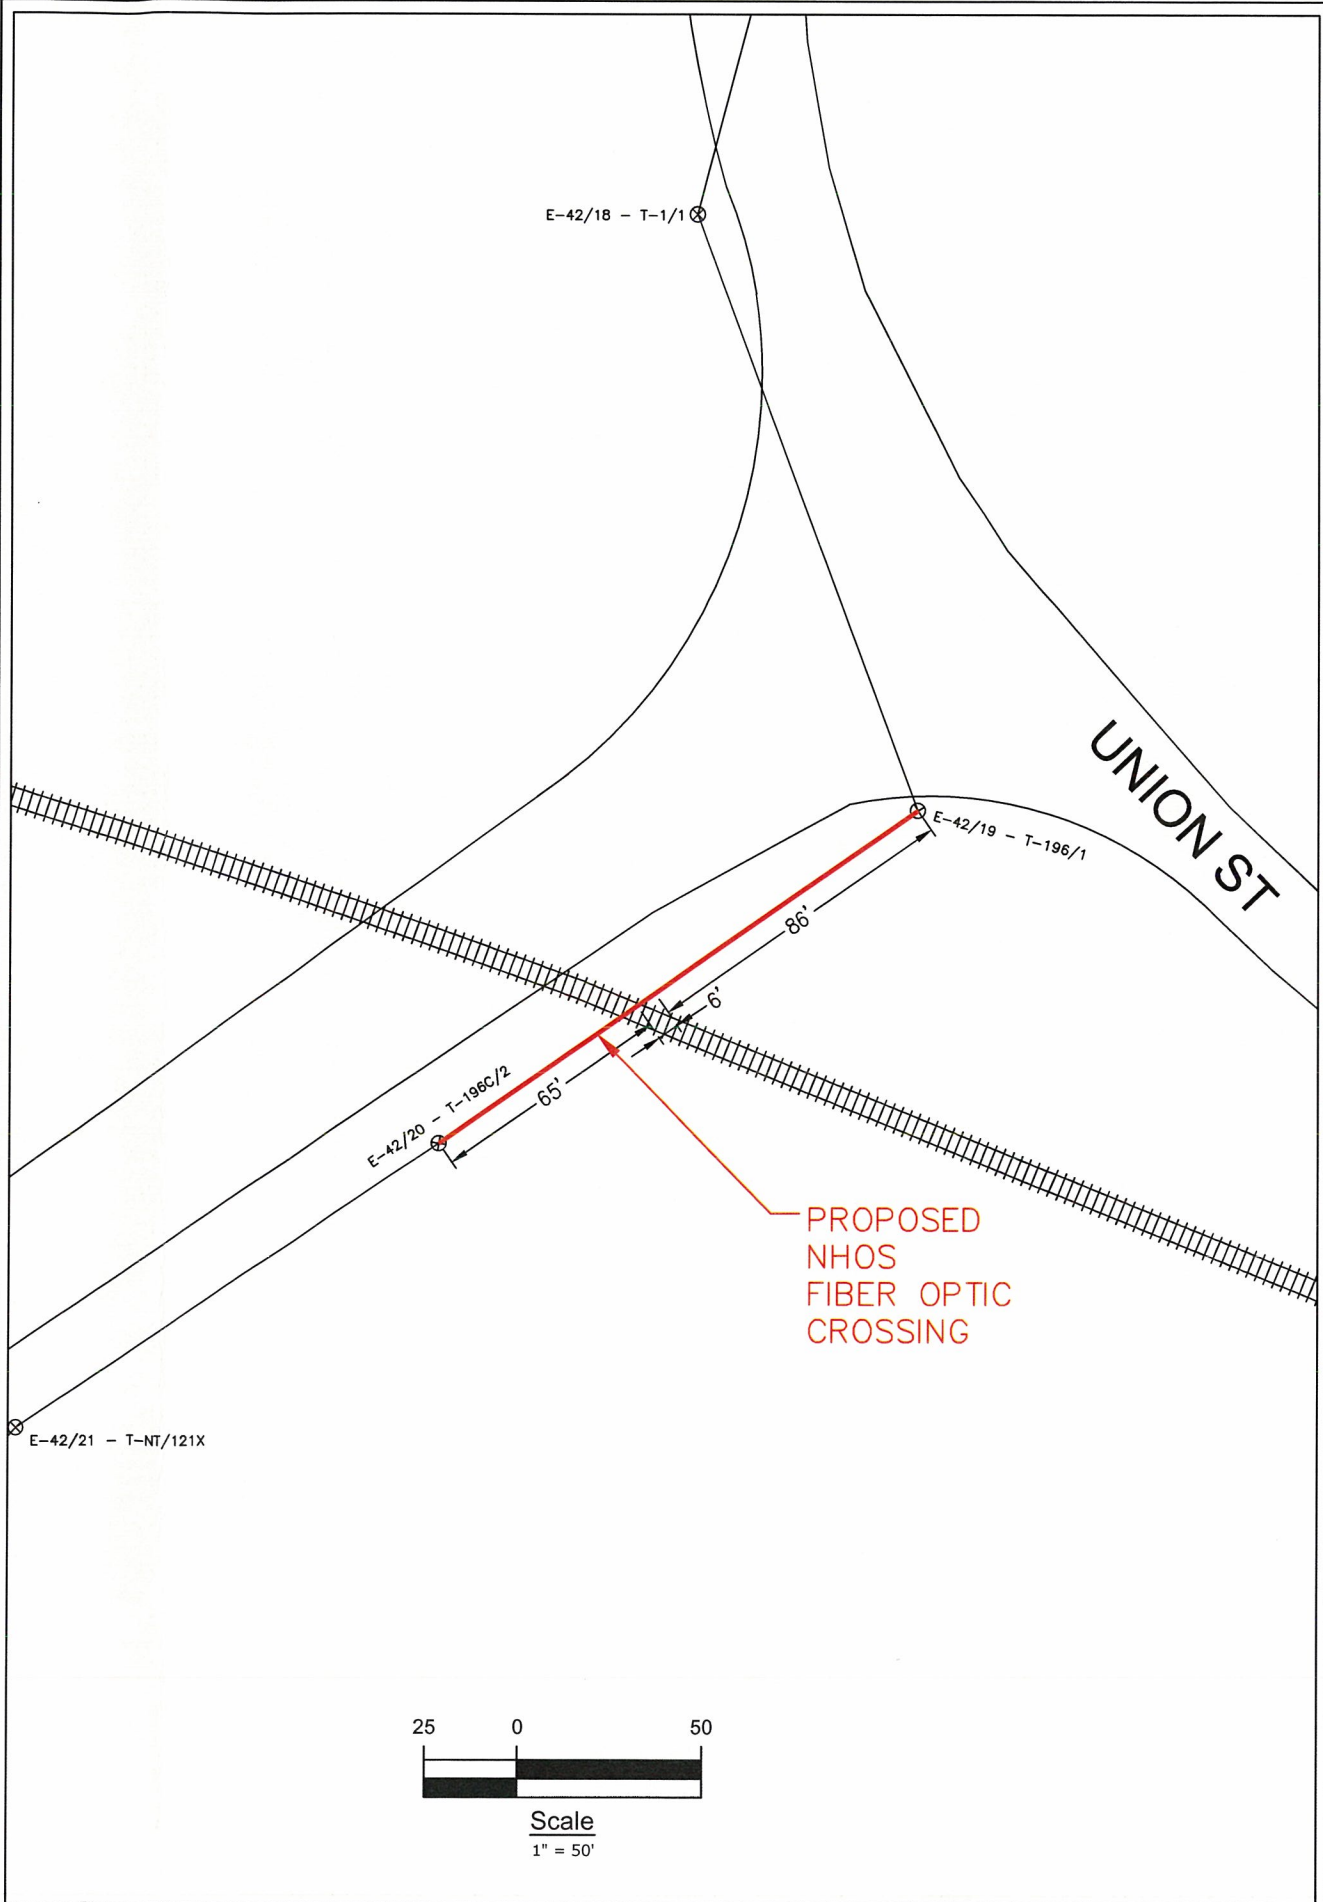 E-42/18 - T-1/1
UNION ST
E-42/19 - T-196/1
86'
6'
65'
E-42/20 - T-196C/2
PROPOSED
NHOS
FIBER OPTIC
CROSSING
E-42/21 - T-NT/121X
25 0 50
Scale
1" = 50'